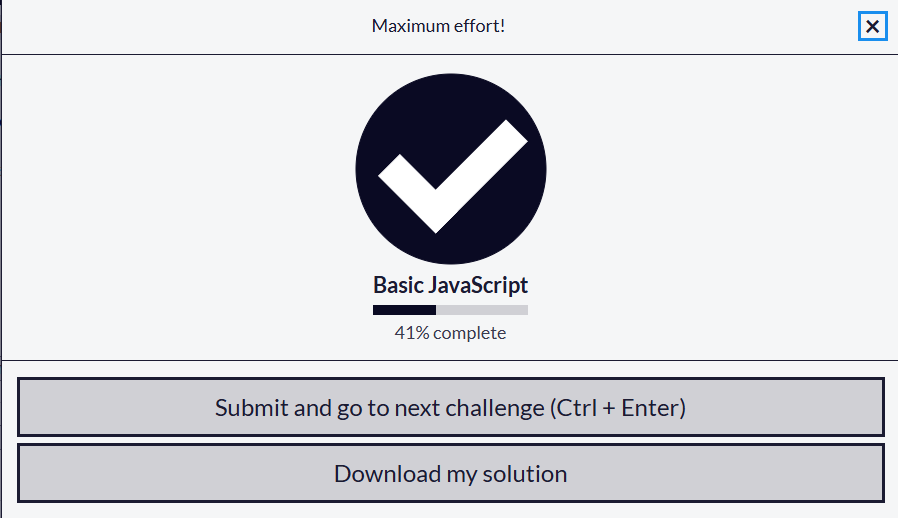 Maximum effort!
Basic JavaScript
41% complete
Submit and go to next challenge (Ctrl + Enter)
Download my solution